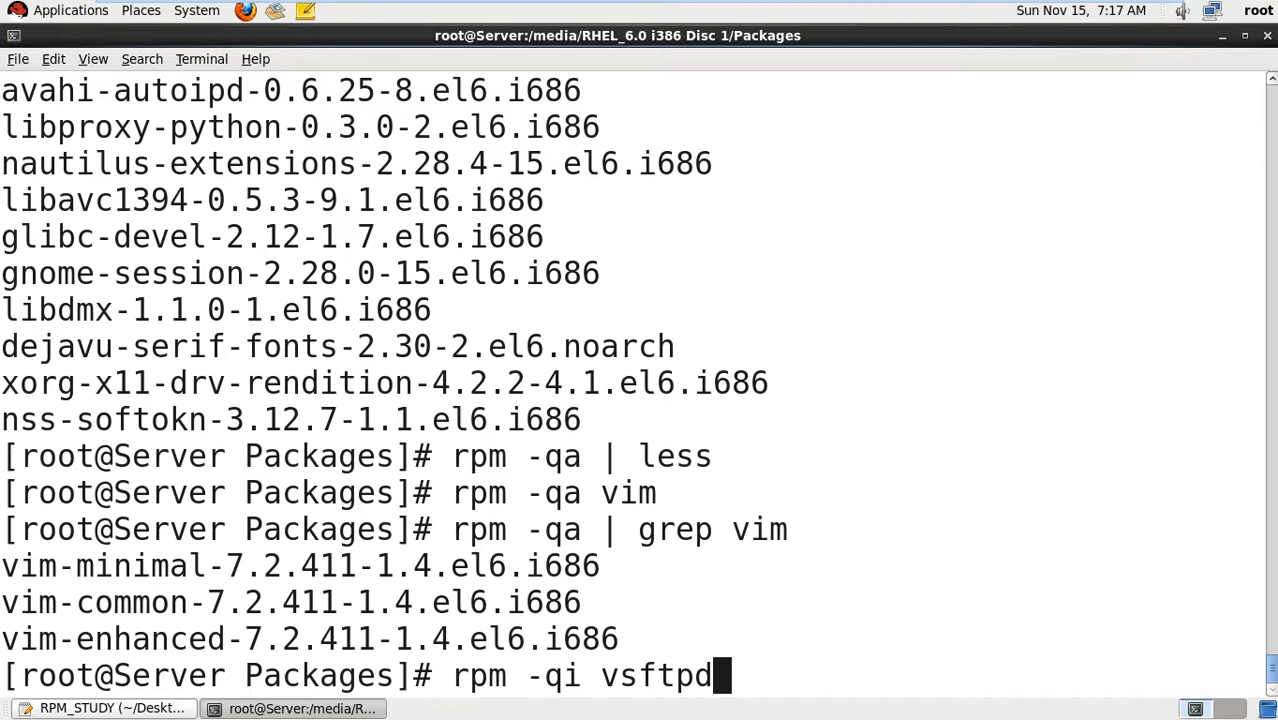 Applications Places System Sun Nov 15, 7:17 AM root
root@Server:/media/RHEL_6.0 i386 Disc 1/Packages
File Edit View Search Terminal Help
avahi-autoipd-0.6.25-8.el6.i686
libproxy-python-0.3.0-2.el6.i686
nautilus-extensions-2.28.4-15.el6.i686
libavc1394-0.5.3-9.1.el6.i686
glibc-devel-2.12-1.7.el6.i686
gnome-session-2.28.0-15.el6.i686
libdmx-1.1.0-1.el6.i686
dejavu-serif-fonts-2.30-2.el6.noarch
xorg-x11-drv-rendition-4.2.2-4.1.el6.i686
nss-softokn-3.12.7-1.1.el6.i686
[root@Server Packages]# rpm -qa | less
[root@Server Packages]# rpm -qa vim
[root@Server Packages]# rpm -qa | grep vim
vim-minimal-7.2.411-1.4.el6.i686
vim-common-7.2.411-1.4.el6.i686
vim-enhanced-7.2.411-1.4.el6.i686
[root@Server Packages]# rpm -qi vsftpd
RPM_STUDY (~/Deskt... root@Server:/media/R...